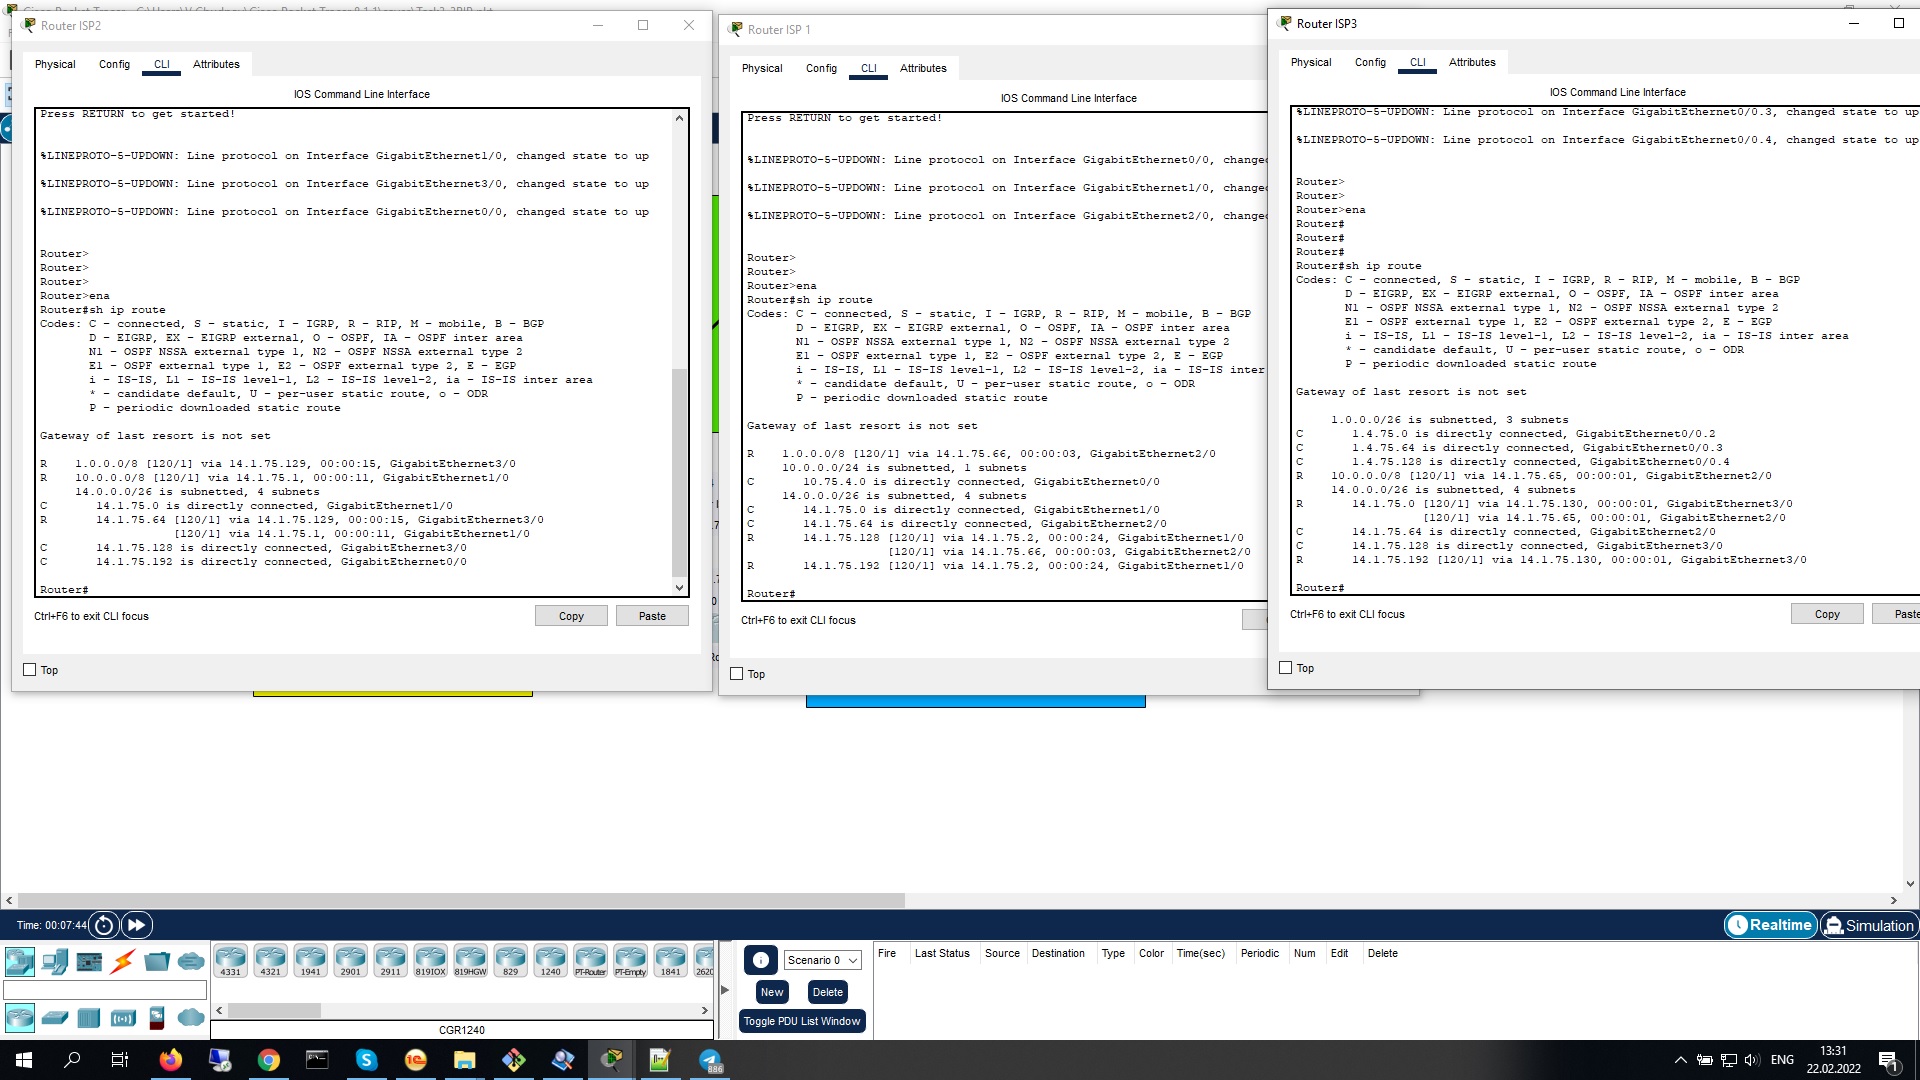 Router ISP2
Physical
Config
CLI
Attributes
IOS Command Line Interface
Press RETURN to get started!
%LINEPROTO-5-UPDOWN: Line protocol on Interface GigabitEthernet1/0, changed state to up
%LINEPROTO-5-UPDOWN: Line protocol on Interface GigabitEthernet3/0, changed state to up
%LINEPROTO-5-UPDOWN: Line protocol on Interface GigabitEthernet0/0, changed state to up
Router>
Router>
Router>
Router>ena
Router#sh ip route
Codes: C - connected, S - static, I - IGRP, R - RIP, M - mobile, B - BGP
D - EIGRP, EX - EIGRP external, O - OSPF, IA - OSPF inter area
N1 - OSPF NSSA external type 1, N2 - OSPF NSSA external type 2
E1 - OSPF external type 1, E2 - OSPF external type 2, E - EGP
i - IS-IS, L1 - IS-IS level-1, L2 - IS-IS level-2, ia - IS-IS inter area
* - candidate default, U - per-user static route, o - ODR
P - periodic downloaded static route
Gateway of last resort is not set
R 1.0.0.0/8 [120/1] via 14.1.75.129, 00:00:15, GigabitEthernet3/0
R 10.0.0.0/8 [120/1] via 14.1.75.1, 00:00:11, GigabitEthernet1/0
14.0.0.0/26 is subnetted, 4 subnets
C 14.1.75.0 is directly connected, GigabitEthernet1/0
R 14.1.75.64 [120/1] via 14.1.75.129, 00:00:15, GigabitEthernet3/0
[120/1] via 14.1.75.1, 00:00:11, GigabitEthernet1/0
C 14.1.75.128 is directly connected, GigabitEthernet3/0
C 14.1.75.192 is directly connected, GigabitEthernet0/0
Router#
Ctrl+F6 to exit CLI focus
Copy
Paste
Top
Router ISP 1
Physical
Config
CLI
Attributes
IOS Command Line Interface
Press RETURN to get started!
%LINEPROTO-5-UPDOWN: Line protocol on Interface GigabitEthernet0/0, changed
%LINEPROTO-5-UPDOWN: Line protocol on Interface GigabitEthernet1/0, changed
%LINEPROTO-5-UPDOWN: Line protocol on Interface GigabitEthernet2/0, changed
Router>
Router>
Router>ena
Router#sh ip route
Codes: C - connected, S - static, I - IGRP, R - RIP, M - mobile, B - BGP
D - EIGRP, EX - EIGRP external, O - OSPF, IA - OSPF inter area
N1 - OSPF NSSA external type 1, N2 - OSPF NSSA external type 2
E1 - OSPF external type 1, E2 - OSPF external type 2, E - EGP
i - IS-IS, L1 - IS-IS level-1, L2 - IS-IS level-2, ia - IS-IS inter
* - candidate default, U - per-user static route, o - ODR
P - periodic downloaded static route
Gateway of last resort is not set
R 1.0.0.0/8 [120/1] via 14.1.75.66, 00:00:03, GigabitEthernet2/0
10.0.0.0/24 is subnetted, 1 subnets
C 10.75.4.0 is directly connected, GigabitEthernet0/0
14.0.0.0/26 is subnetted, 4 subnets
C 14.1.75.0 is directly connected, GigabitEthernet1/0
C 14.1.75.64 is directly connected, GigabitEthernet2/0
R 14.1.75.128 [120/1] via 14.1.75.2, 00:00:24, GigabitEthernet1/0
[120/1] via 14.1.75.66, 00:00:03, GigabitEthernet2/0
R 14.1.75.192 [120/1] via 14.1.75.2, 00:00:24, GigabitEthernet1/0
Router#
Ctrl+F6 to exit CLI focus
Top
Router ISP3
Physical
Config
CLI
Attributes
IOS Command Line Interface
%LINEPROTO-5-UPDOWN: Line protocol on Interface GigabitEthernet0/0.3, changed state to up
%LINEPROTO-5-UPDOWN: Line protocol on Interface GigabitEthernet0/0.4, changed state to up
Router>
Router>
Router>ena
Router#
Router#
Router#
Router#sh ip route
Codes: C - connected, S - static, I - IGRP, R - RIP, M - mobile, B - BGP
D - EIGRP, EX - EIGRP external, O - OSPF, IA - OSPF inter area
N1 - OSPF NSSA external type 1, N2 - OSPF NSSA external type 2
E1 - OSPF external type 1, E2 - OSPF external type 2, E - EGP
i - IS-IS, L1 - IS-IS level-1, L2 - IS-IS level-2, ia - IS-IS inter area
* - candidate default, U - per-user static route, o - ODR
P - periodic downloaded static route
Gateway of last resort is not set
1.0.0.0/26 is subnetted, 3 subnets
C 1.4.75.0 is directly connected, GigabitEthernet0/0.2
C 1.4.75.64 is directly connected, GigabitEthernet0/0.3
C 1.4.75.128 is directly connected, GigabitEthernet0/0.4
R 10.0.0.0/8 [120/1] via 14.1.75.65, 00:00:01, GigabitEthernet2/0
14.0.0.0/26 is subnetted, 4 subnets
R 14.1.75.0 [120/1] via 14.1.75.130, 00:00:01, GigabitEthernet3/0
[120/1] via 14.1.75.65, 00:00:01, GigabitEthernet2/0
C 14.1.75.64 is directly connected, GigabitEthernet2/0
C 14.1.75.128 is directly connected, GigabitEthernet3/0
R 14.1.75.192 [120/1] via 14.1.75.130, 00:00:01, GigabitEthernet3/0
Router#
Ctrl+F6 to exit CLI focus
Copy
Paste
Top
Time: 00:07:44
Realtime
Simulation
4331
4321
1941
2901
2911
819IOX
819HGW
829
1240
PT-Router
PT-Empty
1841
2620
CGR1240
Scenario 0
New
Delete
Toggle PDU List Window
Fire
Last Status
Source
Destination
Type
Color
Time(sec)
Periodic
Num
Edit
Delete
886
ENG
13:31
22.02.2022
1